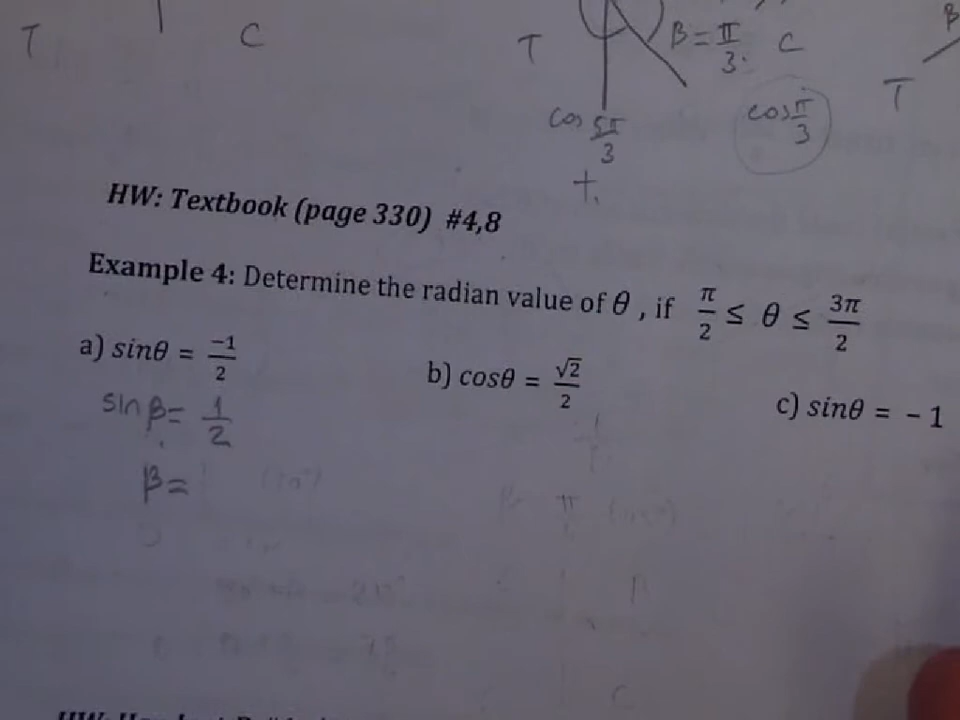 T C T β = π/3 C β
T
cos 5π/3 cos π/3
+
HW: Textbook (page 330) #4,8
Example 4: Determine the radian value of θ , if π/2 ≤ θ ≤ 3π/2
a) sinθ = -1/2 b) cosθ = √2/2 c) sinθ = - 1
sin β = 1/2
β =